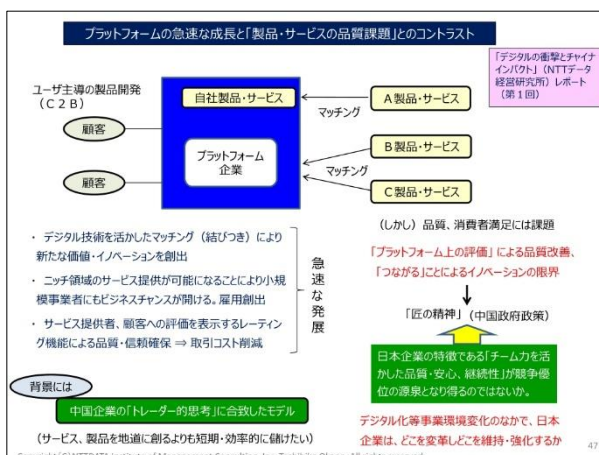 プラットフォームの急速な成長と「製品・サービスの品質課題」とのコントラスト
「デジタルの衝撃とチャイナ
インパクト」(NTTデータ
経営研究所)レポート
(第1回)
ユーザ主導の製品開発
(C2B)
顧客
顧客
自社製品・サービス
プラットフォーム
企業
マッチング
マッチング
A製品・サービス
B製品・サービス
C製品・サービス
・ デジタル技術を活かしたマッチング(結びつき)により
新たな価値・イノベーションを創出
・ ニッチ領域のサービス提供が可能になることにより小規
模事業者にもビジネスチャンスが開ける。雇用創出
・ サービス提供者、顧客への評価を表示するレーティン
グ機能による品質・信頼確保 ⇒ 取引コスト削減
急速な発展
(しかし)品質、消費者満足には課題
「プラットフォーム上の評価」による品質改善、
「つながる」ことによるイノベーションの限界
「匠の精神」(中国政府政策)
日本企業の特徴である「チーム力を活
かした品質・安心、継続性」が競争優
位の源泉となり得るのではないか。
背景には
中国企業の「トレーダー的思考」に合致したモデル
(サービス、製品を地道に創るよりも短期・効率的に儲けたい)
デジタル化等事業環境変化のなかで、日本
企業は、どこを変革しどこを維持・強化するか
47